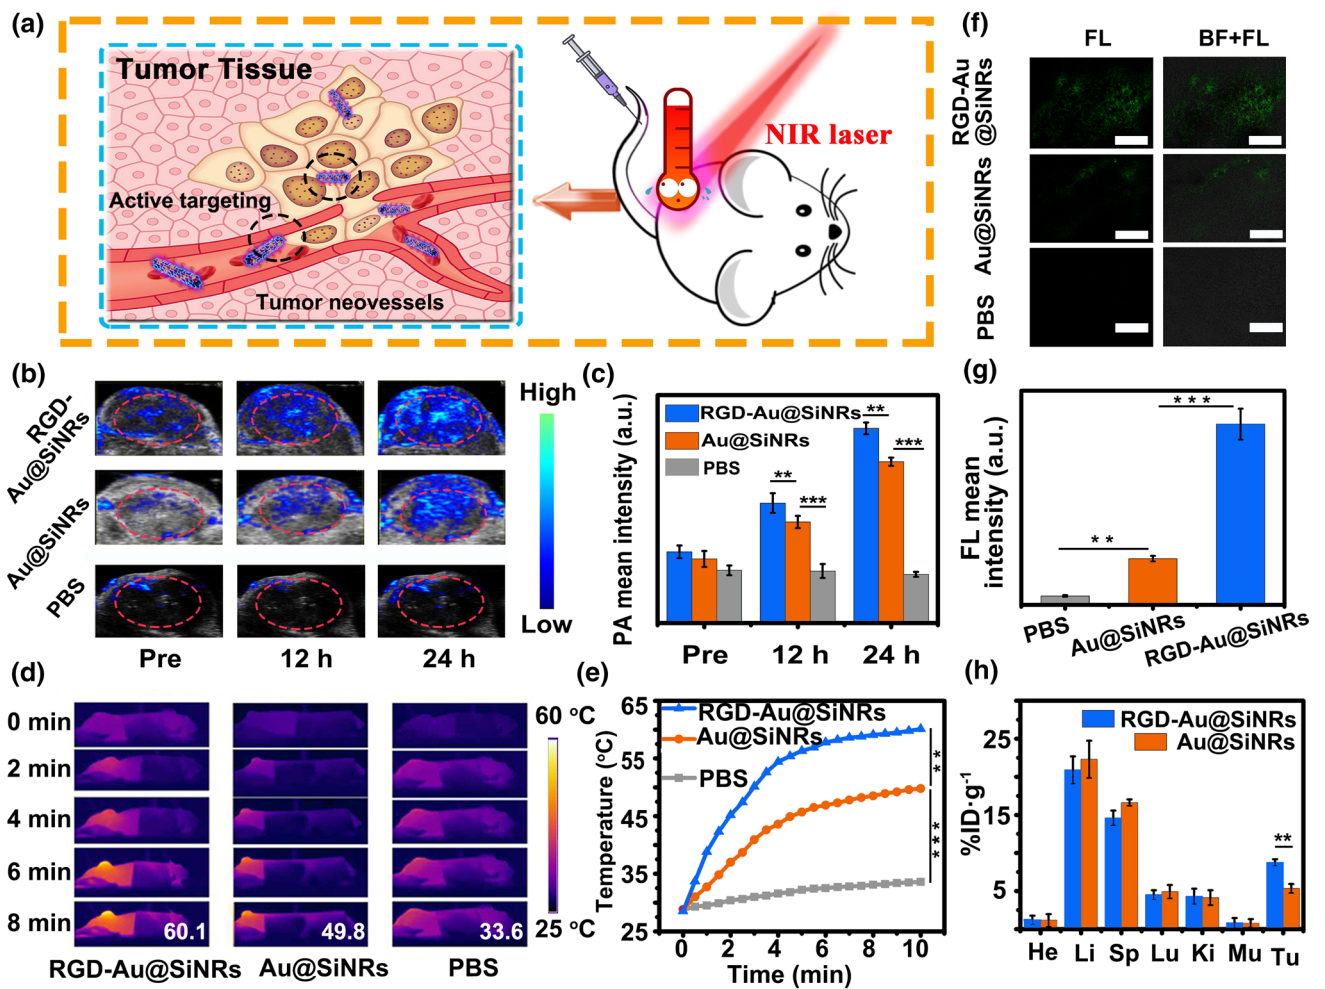 (a)
Tumor Tissue
Active targeting
Tumor neovessels
NIR laser
(f)
FL BF+FL
RGD-Au
@SiNRs
Au@SiNRs
PBS
(b)
RGD-
Au@SiNRs
Au@SiNRs
PBS
Pre 12 h 24 h
High
Low
(c)
PA mean intensity (a.u.)
RGD-Au@SiNRs
Au@SiNRs
PBS
**
***
**
***
Pre 12 h 24 h
(g)
FL mean
intensity (a.u.)
**
***
PBS
Au@SiNRs
RGD-Au@SiNRs
(d)
0 min
2 min
4 min
6 min
8 min
60.1
49.8
33.6
60 °C
25 °C
RGD-Au@SiNRs Au@SiNRs PBS
(e)
Temperature (°C)
65
55
45
35
25
RGD-Au@SiNRs
Au@SiNRs
PBS
**
***
0 2 4 6 8 10
Time (min)
(h)
%ID·g-1
25
15
5
RGD-Au@SiNRs
Au@SiNRs
**
He Li Sp Lu Ki Mu Tu